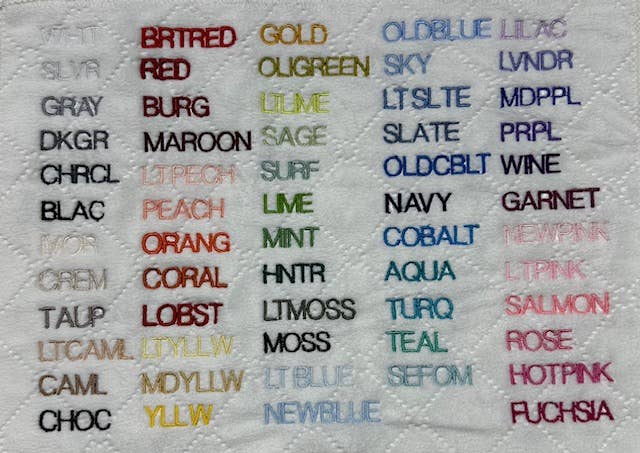 WHIT BRTRED GOLD OLDBLUE LILAC
SLVR RED OLIGREEN SKY LVNDR
GRAY BURG LTLIME LTSLTE MDPPL
DKGR MAROON SAGE SLATE PRPL
CHRCL LTPECH SURF OLDCBLT WINE
BLAC PEACH LIME NAVY GARNET
IVOR ORANG MINT COBALT NEWPINK
CREM CORAL HNTR AQUA LTPINK
TAUP LOBST LTMOSS TURQ SALMON
LTCAML LTYLLW MOSS TEAL ROSE
CAML MDYLLW LTBLUE SEFOM HOTPINK
CHOC YLLW NEWBLUE FUCHSIA